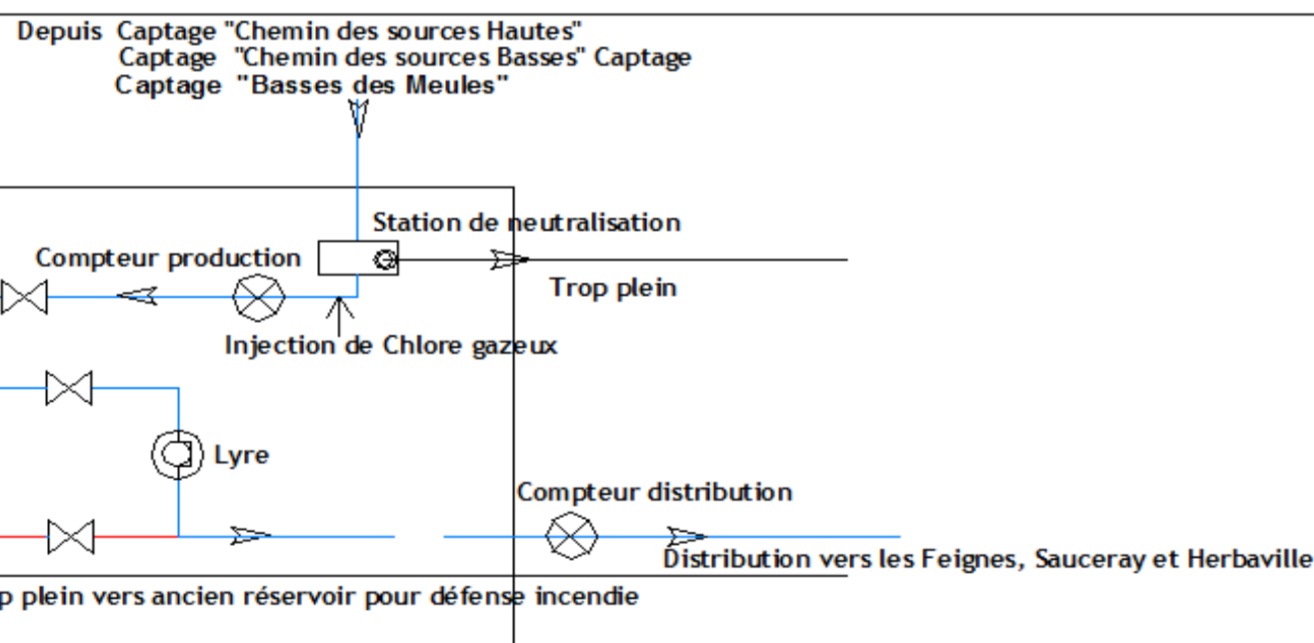 Depuis Captage "Chemin des sources Hautes"
Captage "Chemin des sources Basses" Captage
Captage "Basses des Meules"
Station de neutralisation
Compteur production
Trop plein
Injection de Chlore gazeux
Lyre
Compteur distribution
Distribution vers les Feignes, Sauceray et Herbaville
p plein vers ancien réservoir pour défense incendie